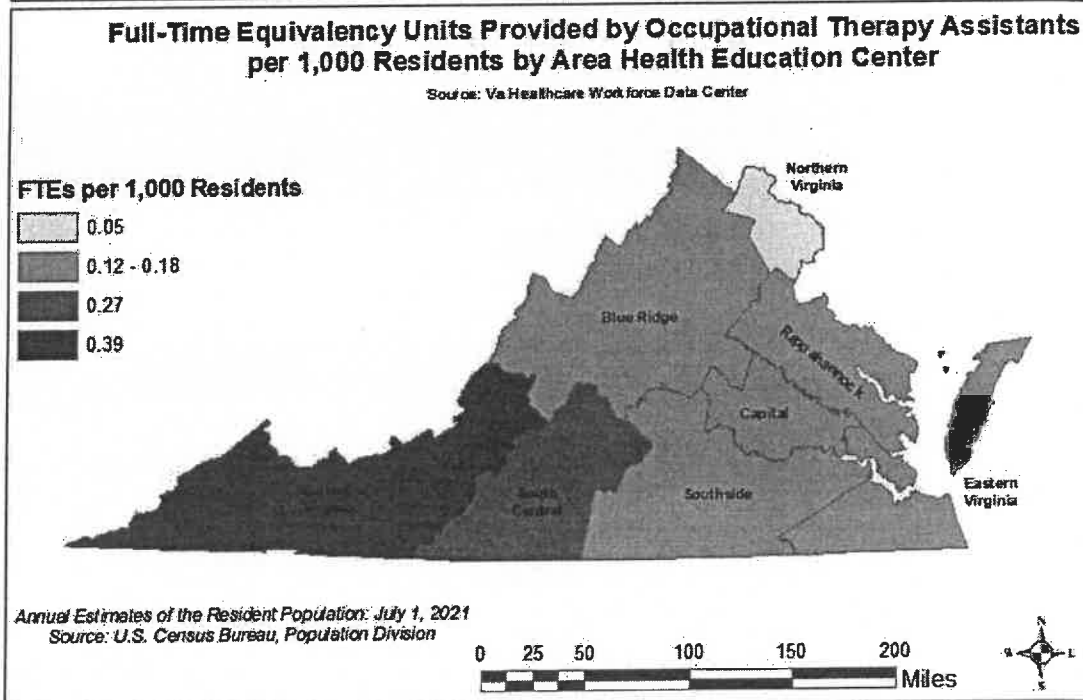 Full-Time Equivalency Units Provided by Occupational Therapy Assistants
per 1,000 Residents by Area Health Education Center
Source: Va Healthcare Workforce Data Center
FTEs per 1,000 Residents
0.05
0.12 - 0.18
0.27
0.39
Northern
Virginia
Blue Ridge
Rappahannock
Capital
South
Central
Southside
Eastern
Virginia
Annual Estimates of the Resident Population: July 1, 2021
Source: U.S. Census Bureau, Population Division
0 25 50 100 150 200
Miles
N
E
S